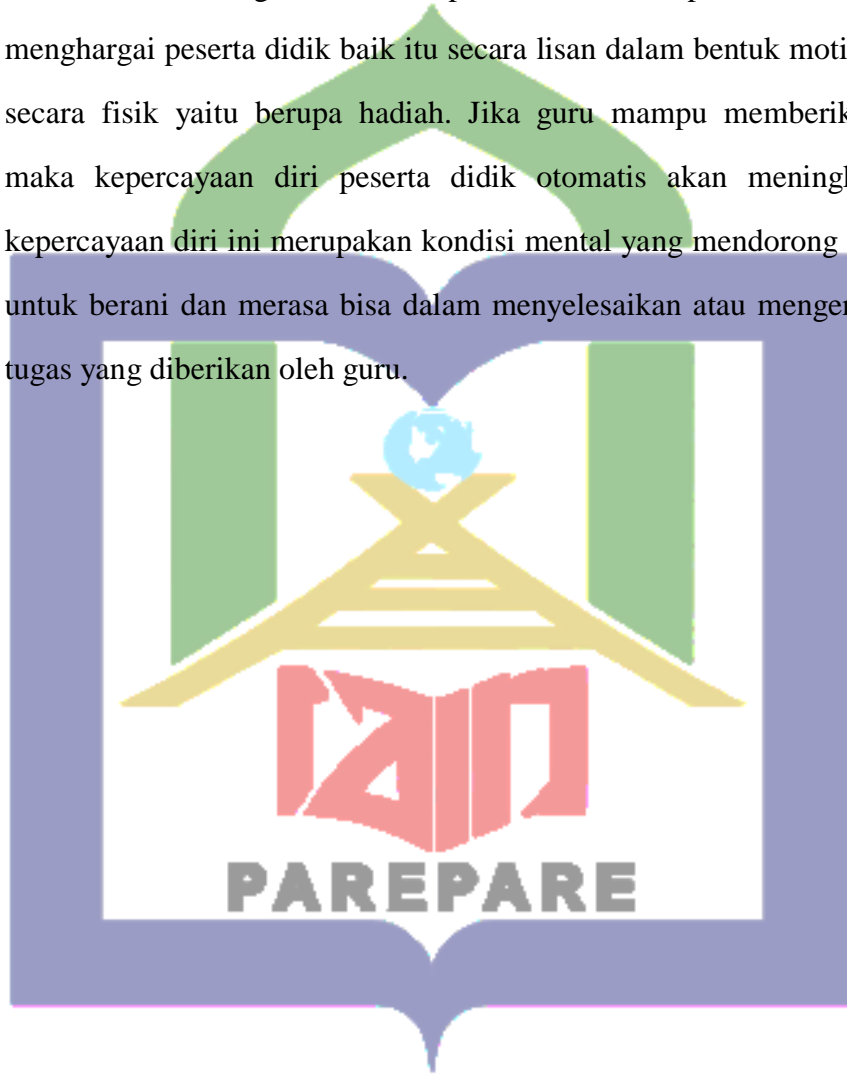 menghargai peserta didik baik itu secara lisan dalam bentuk
secara fisik yaitu berupa hadiah. Jika guru mampu
maka kepercayaan diri peserta didik otomatis akan
kepercayaan diri ini merupakan kondisi mental yang mendorong
untuk berani dan merasa bisa dalam menyelesaikan atau
tugas yang diberikan oleh guru.
iain
PAREPARE